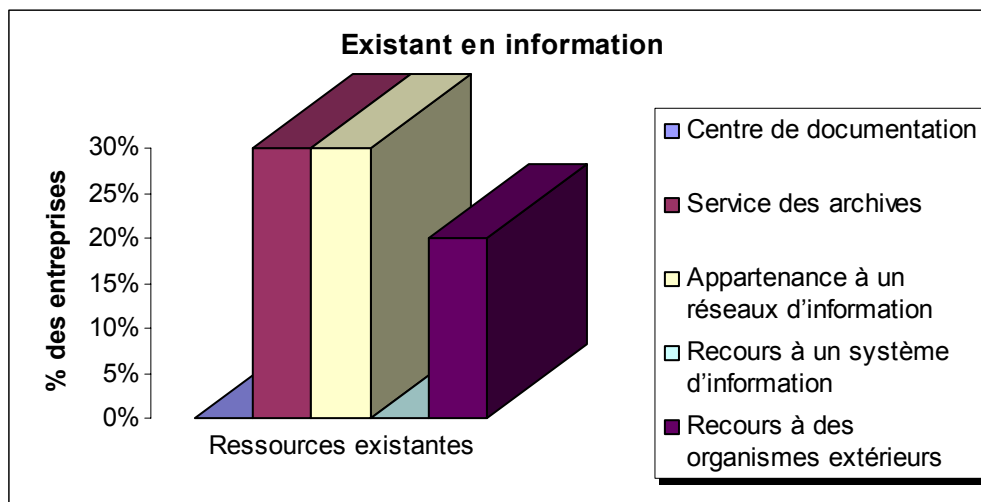 Existant en information
% des entreprises
30%
25%
20%
15%
10%
5%
0%
Ressources existantes
Centre de documentation
Service des archives
Appartenance à un
réseaux d'information
Recours à un système
d'information
Recours à des
organismes extérieurs